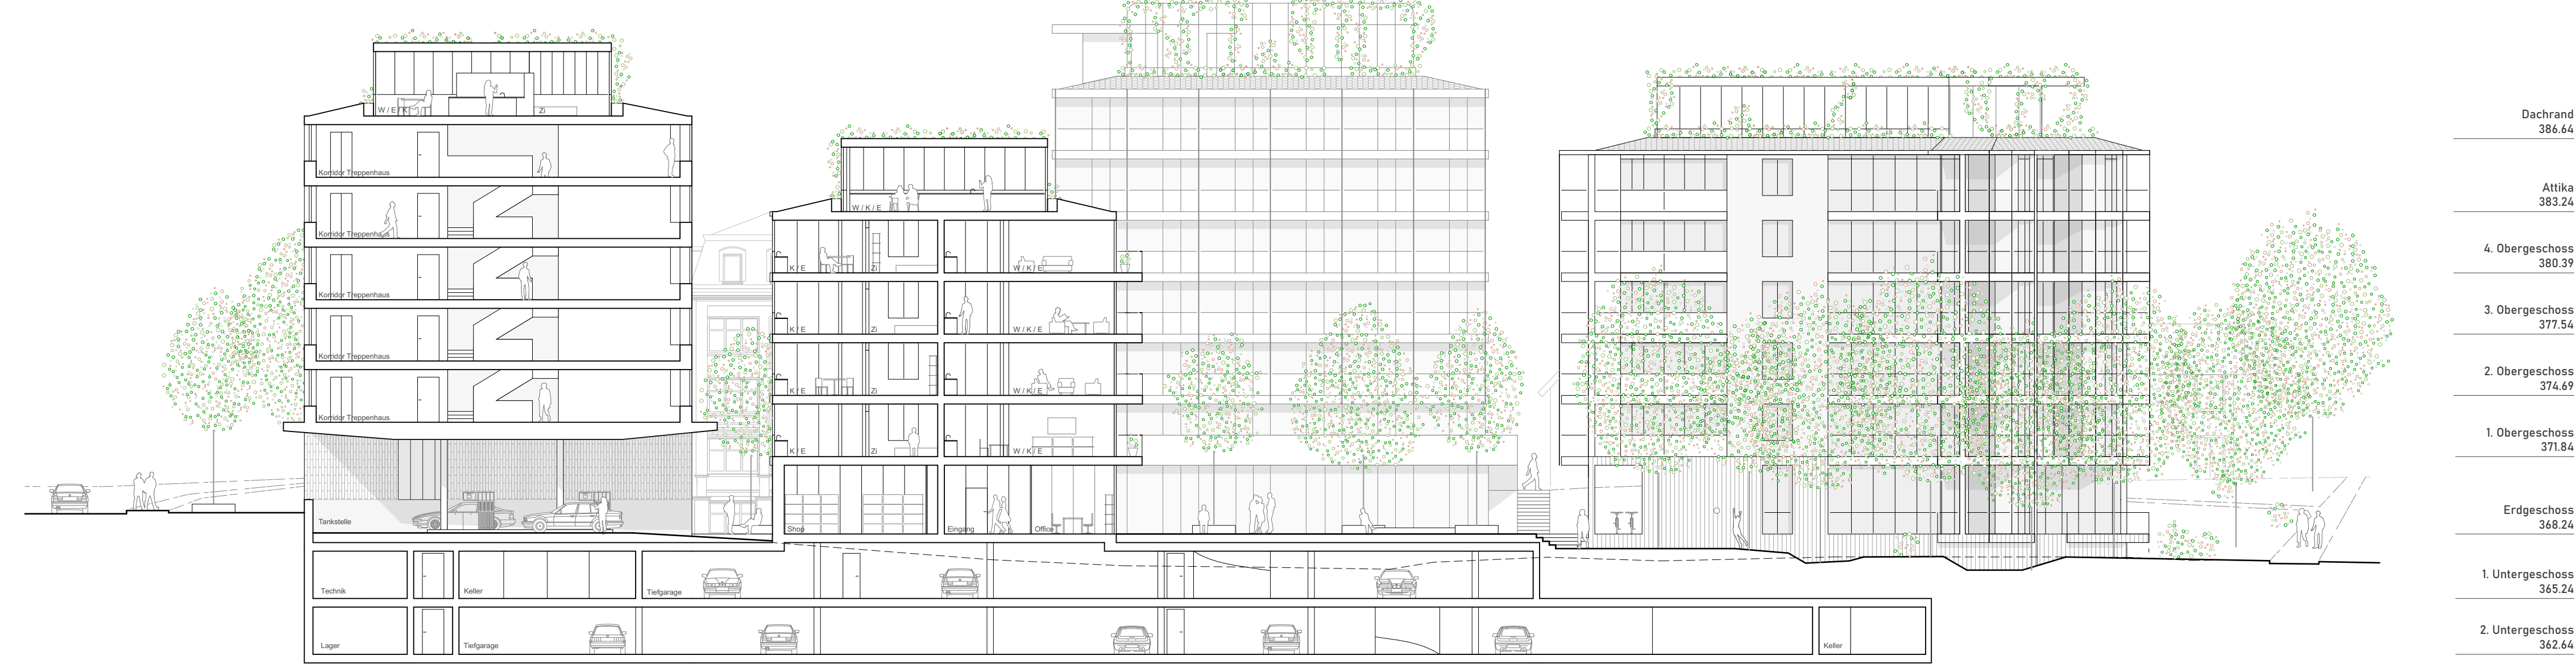 W / E / K
Zi
Korridor Treppenhaus
Korridor Treppenhaus
Korridor Treppenhaus
Korridor Treppenhaus
Korridor Treppenhaus
Tankstelle
W / K / E
K / E
Zi
W / K / E
K / E
Zi
W / K / E
K / E
Zi
W / K / E
K / E
Zi
W / K / E
Shop
Eingang
Office
Technik
Keller
Tiefgarage
Lager
Tiefgarage
Keller
Dachrand
386.64
Attika
383.24
4. Obergeschoss
380.39
3. Obergeschoss
377.54
2. Obergeschoss
374.69
1. Obergeschoss
371.84
Erdgeschoss
368.24
1. Untergeschoss
365.24
2. Untergeschoss
362.64